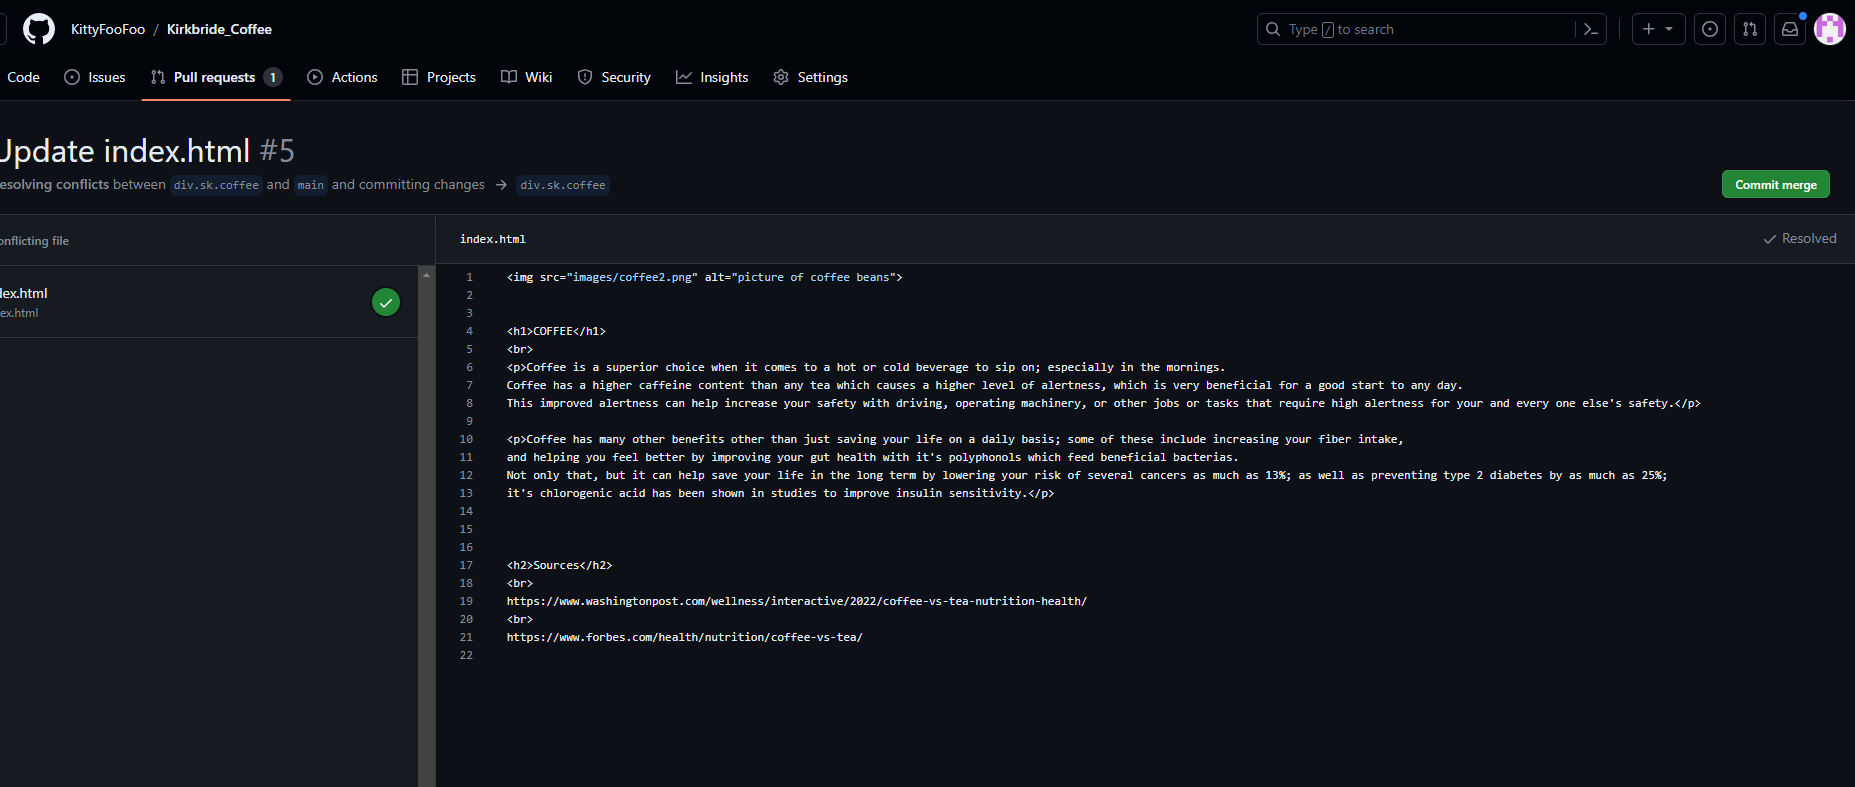 KittyFooFoo / Kirkbride_Coffee
Type / to search
Code Issues Pull requests 1 Actions Projects Wiki Security Insights Settings
Update index.html #5
esolving conflicts between div.sk.coffee and main and committing changes → div.sk.coffee
Commit merge
onflicting file
index.html
Resolved
dex.html
ex.html
1 <img src="images/coffee2.png" alt="picture of coffee beans">
2
3
4 <h1>COFFEE</h1>
5 <br>
6 <p>Coffee is a superior choice when it comes to a hot or cold beverage to sip on; especially in the mornings.
7 Coffee has a higher caffeine content than any tea which causes a higher level of alertness, which is very beneficial for a good start to any day.
8 This improved alertness can help increase your safety with driving, operating machinery, or other jobs or tasks that require high alertness for your and every one else's safety.</p>
9
10 <p>Coffee has many other benefits other than just saving your life on a daily basis; some of these include increasing your fiber intake,
11 and helping you feel better by improving your gut health with it's polyphonols which feed beneficial bacterias.
12 Not only that, but it can help save your life in the long term by lowering your risk of several cancers as much as 13%; as well as preventing type 2 diabetes by as much as 25%;
13 it's chlorogenic acid has been shown in studies to improve insulin sensitivity.</p>
14
15
16
17 <h2>Sources</h2>
18 <br>
19 https://www.washingtonpost.com/wellness/interactive/2022/coffee-vs-tea-nutrition-health/
20 <br>
21 https://www.forbes.com/health/nutrition/coffee-vs-tea/
22